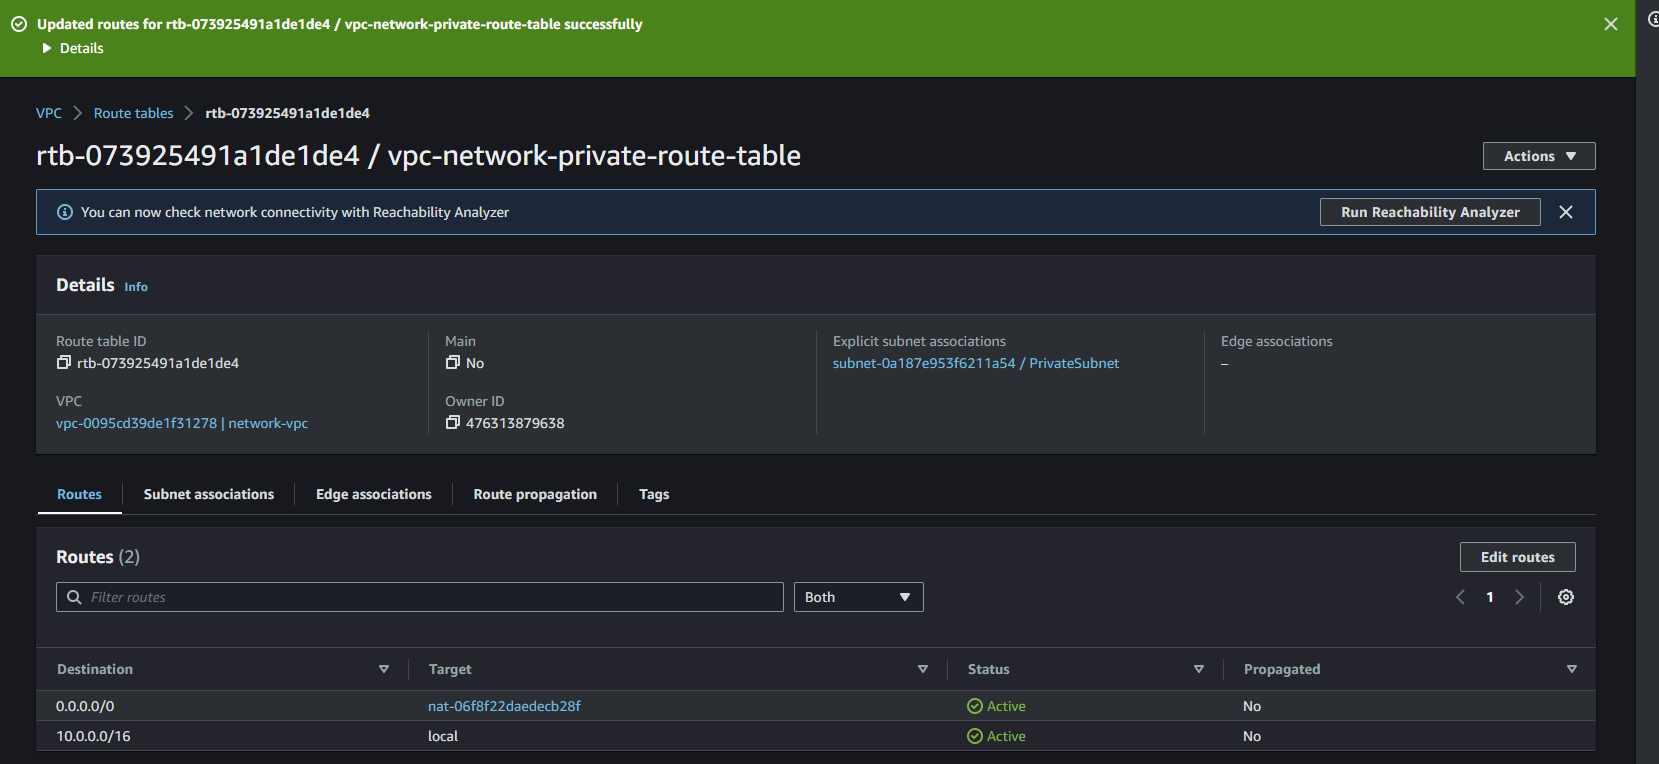 Updated routes for rtb-073925491a1de1de4 / vpc-network-private-route-table successfully
Details
VPC Route tables rtb-073925491a1de1de4
rtb-073925491a1de1de4 / vpc-network-private-route-table
Actions
You can now check network connectivity with Reachability Analyzer
Run Reachability Analyzer
Details Info
Route table ID
rtb-073925491a1de1de4
Main
No
Explicit subnet associations
subnet-0a187e953f6211a54 / PrivateSubnet
Edge associations
–
VPC
vpc-0095cd39de1f31278 | network-vpc
Owner ID
476313879638
Routes Subnet associations Edge associations Route propagation Tags
Routes (2)
Edit routes
Filter routes
Both
1
Destination Target Status Propagated
0.0.0.0/0 nat-06f8f22daedecb28f Active No
10.0.0.0/16 local Active No